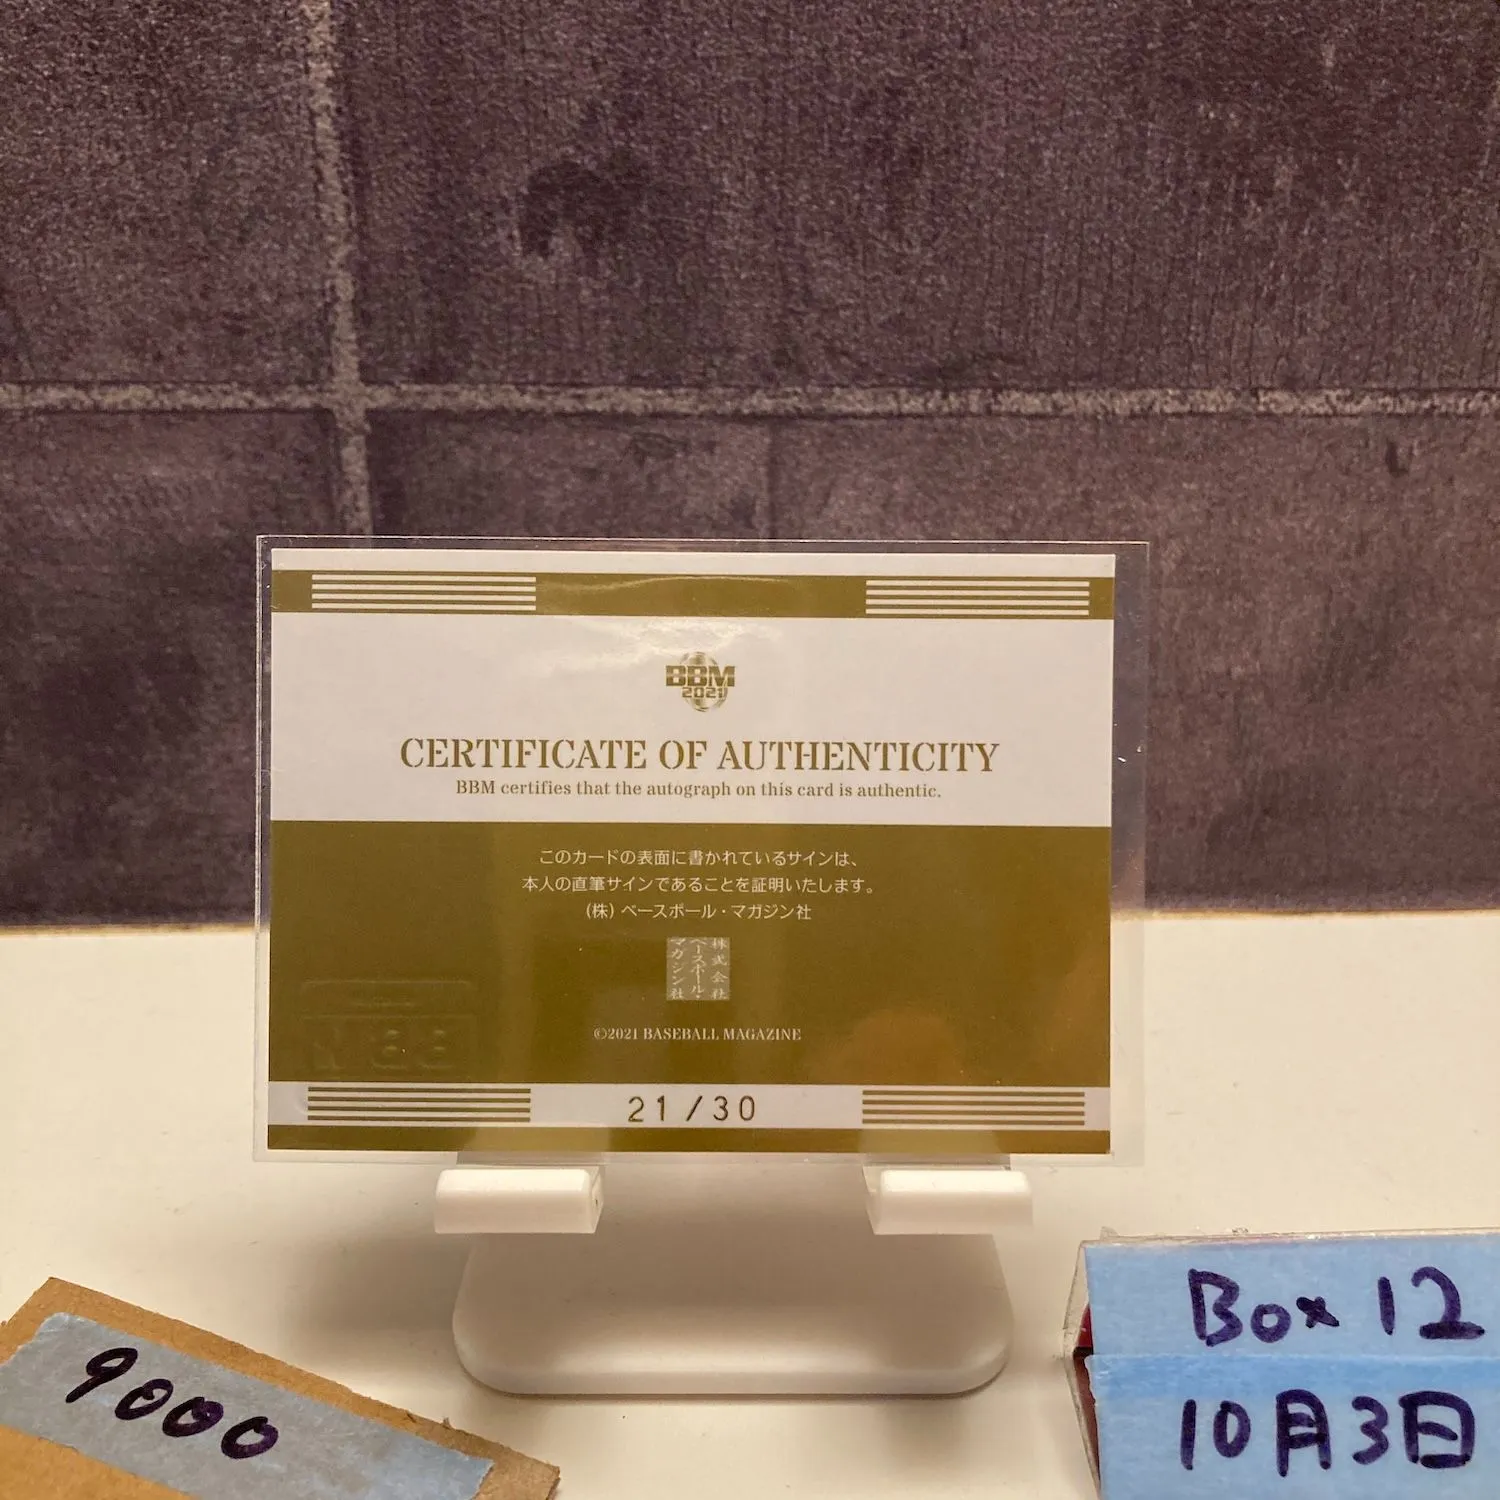 BBM
2021
CERTIFICATE OF AUTHENTICITY
BBM certifies that the autograph on this card is authentic.
このカードの表面に書かれているサインは、
本人の直筆サインであることを証明いたします。
(株) ベースボール・マガジン社
株式会社
ベースボール・
マガジン社
©2021 BASEBALL MAGAZINE
21/30
9000
Box 12
10月3日